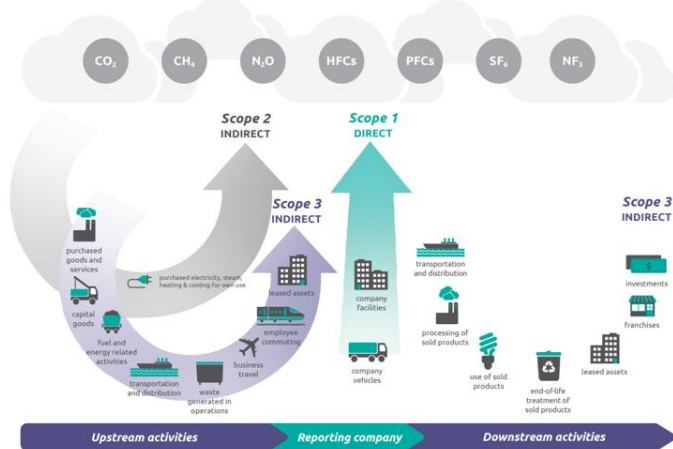 CO₂
CH₄
N₂O
HFCs
PFCs
SF₆
NF₃
Scope 2
INDIRECT
Scope 1
DIRECT
Scope 3
INDIRECT
Scope 3
INDIRECT
purchased
goods and
services
capital
goods
fuel and
energy related
activities
transportation
and distribution
waste
generated in
operations
business
travel
employee
commuting
leased assets
purchased electricity, steam,
heating & cooling for own use
company
facilities
company
vehicles
transportation
and distribution
processing of
sold products
use of sold
products
end-of-life
treatment of
sold products
leased assets
franchises
investments
$
Upstream activities
Reporting company
Downstream activities